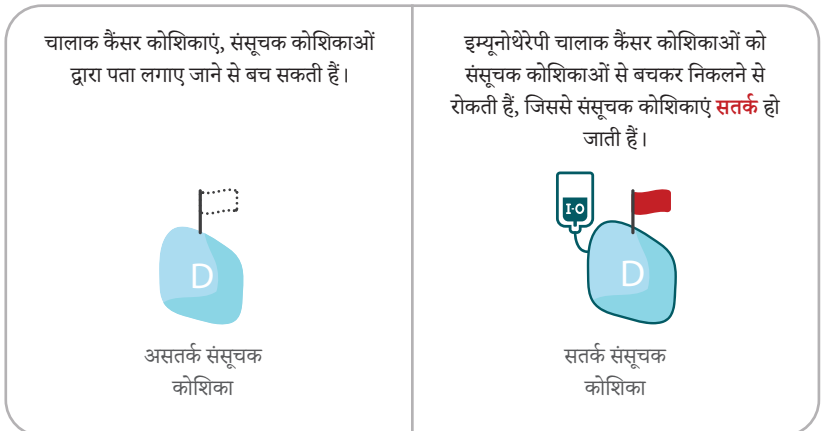 चालाक कैंसर कोशिकाएं, संसूचक कोशिकाओं
द्वारा पता लगाए जाने से बच सकती हैं।
D
असतर्क संसूचक
कोशिका
इम्यूनोथेरेपी चालाक कैंसर कोशिकाओं को
संसूचक कोशिकाओं से बचकर निकलने से
रोकती हैं, जिससे संसूचक कोशिकाएं सतर्क हो
जाती हैं।
I-O
D
सतर्क संसूचक
कोशिका